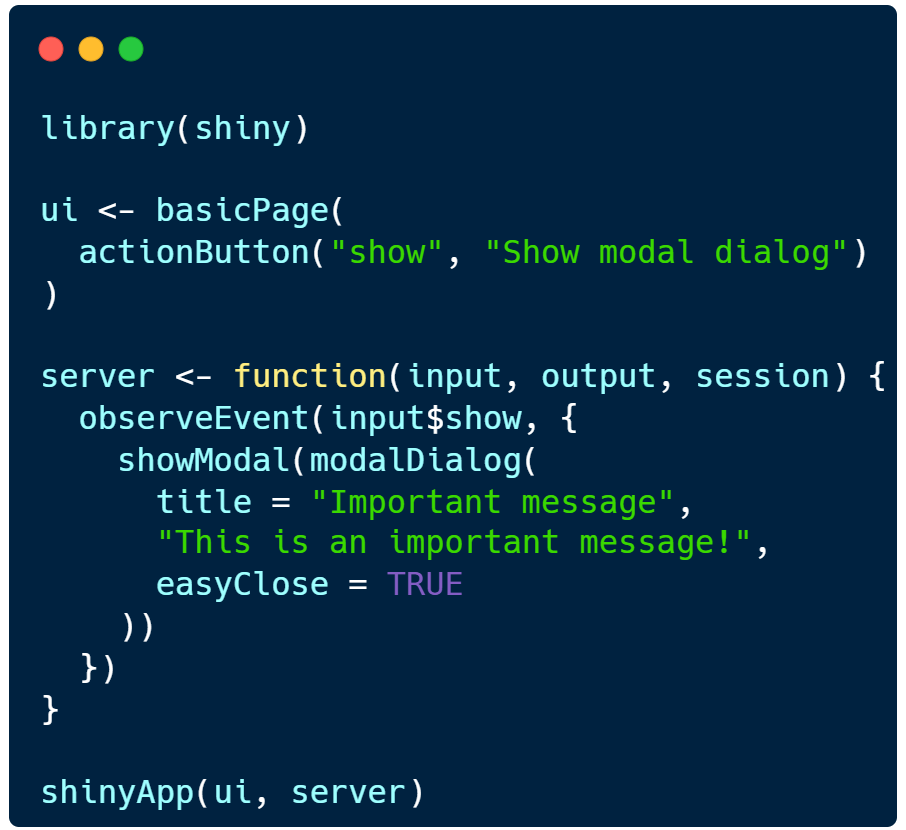 library(shiny)

ui <- basicPage(
  actionButton("show", "Show modal dialog")
)

server <- function(input, output, session) {
  observeEvent(input$show, {
    showModal(modalDialog(
      title = "Important message",
      "This is an important message!",
      easyClose = TRUE
    ))
  })
}

shinyApp(ui, server)